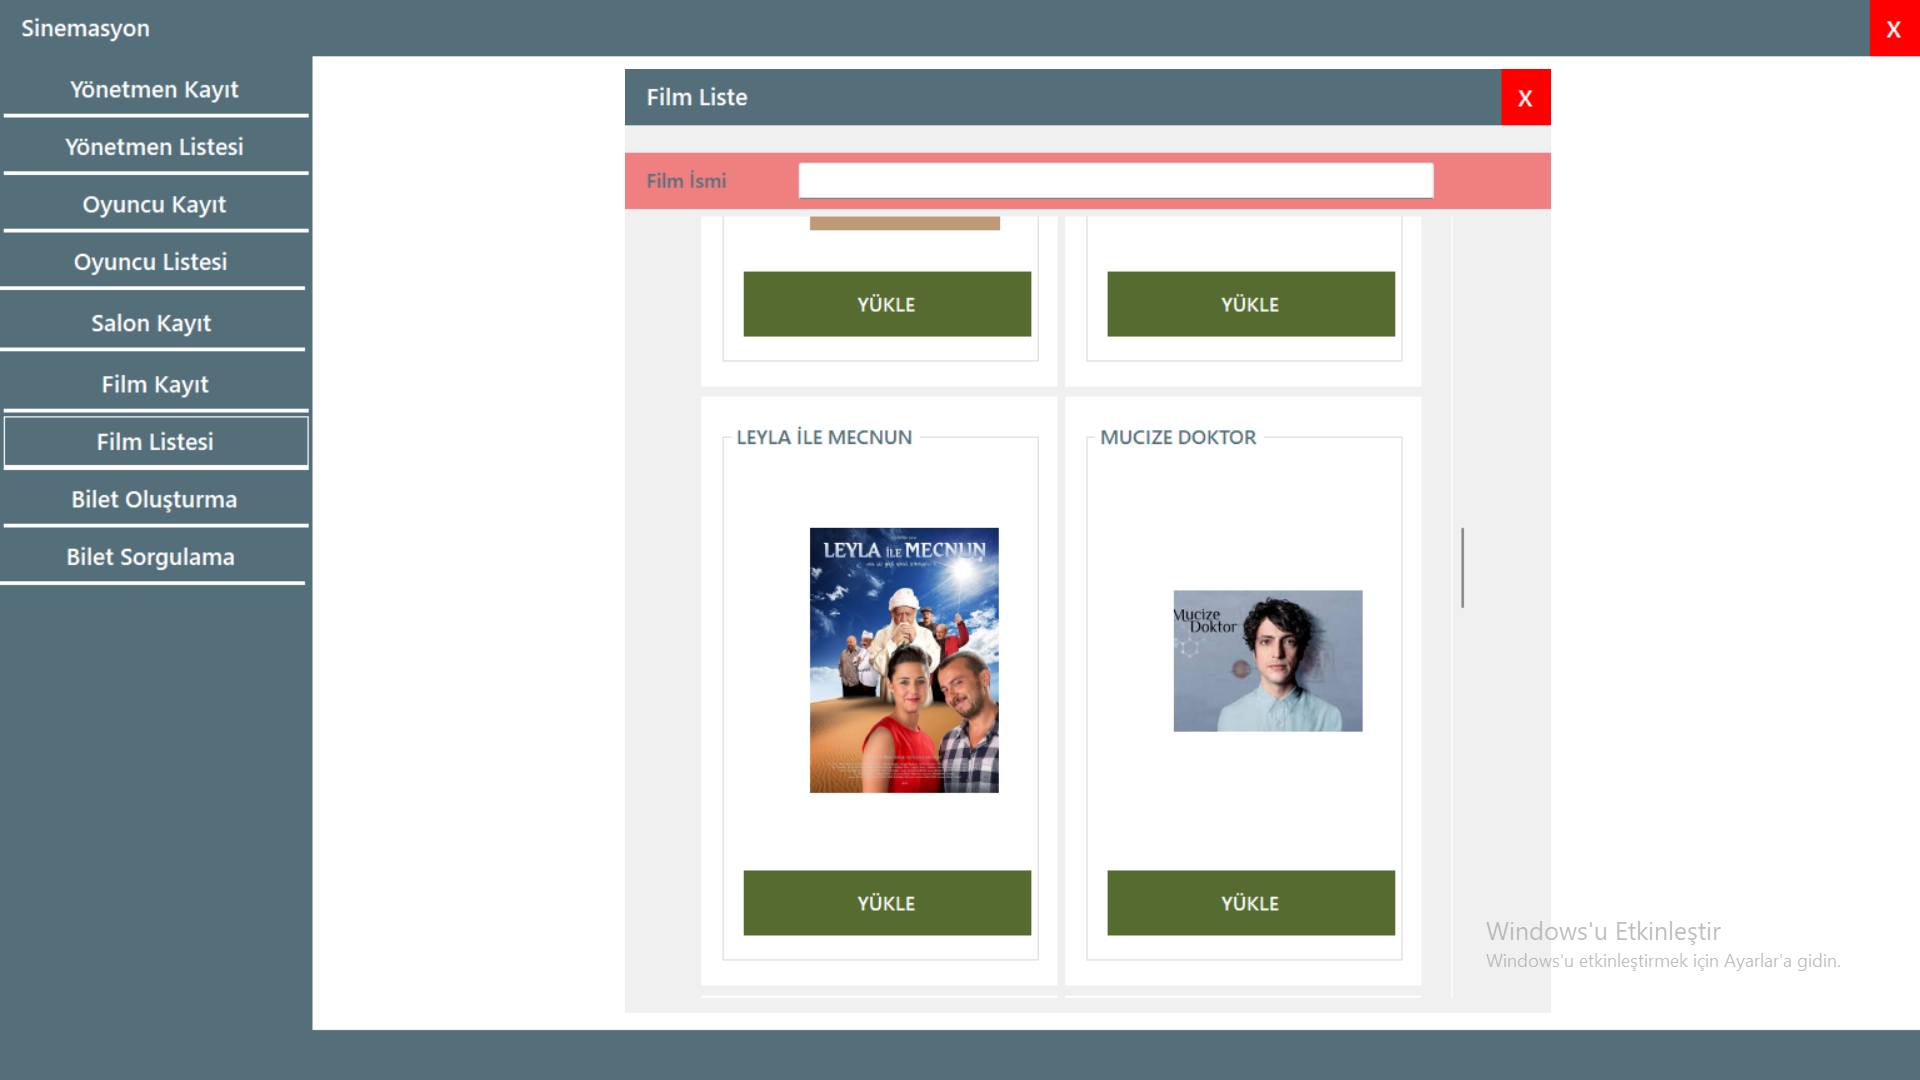 Sinemasyon
X
Yönetmen Kayıt
Yönetmen Listesi
Oyuncu Kayıt
Oyuncu Listesi
Salon Kayıt
Film Kayıt
Film Listesi
Bilet Oluşturma
Bilet Sorgulama
Film Liste
X
Film İsmi
YÜKLE
YÜKLE
LEYLA İLE MECNUN
MUCIZE DOKTOR
LEYLA İLE MECNUN
Mucize
Doktor
YÜKLE
YÜKLE
Windows'u Etkinleştir
Windows'u etkinleştirmek için Ayarlar'a gidin.